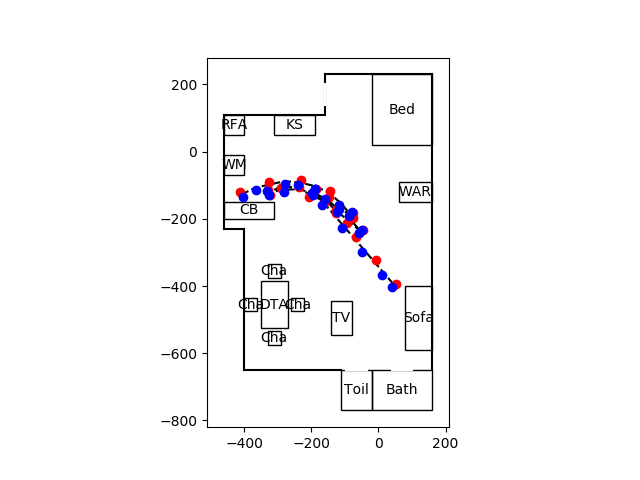 200
0
−200
−400
−600
−800
−400
−200
0
200
Bed
RFA
KS
WM
WAR
CB
Cha
Cha
DTA
Cha
Cha
TV
Sofa
Toil
Bath